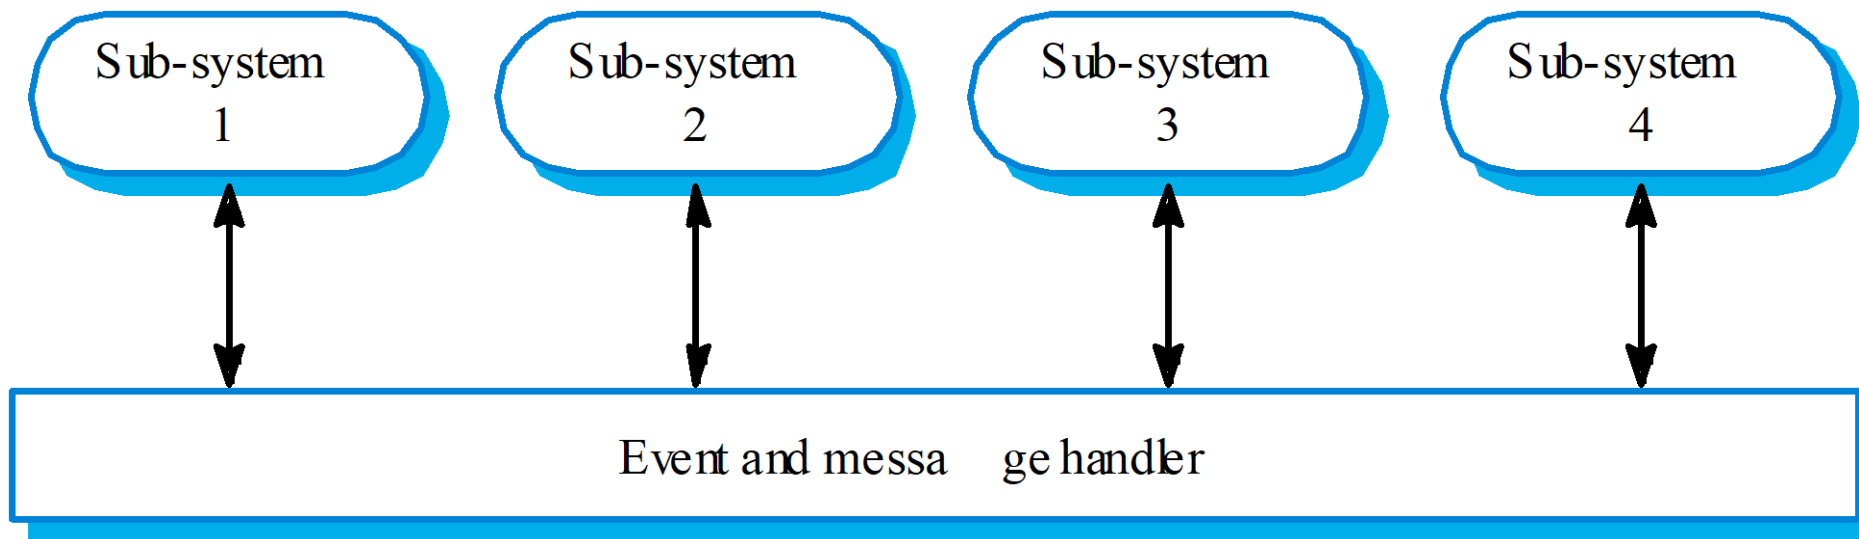 Sub-system
1
Sub-system
2
Sub-system
3
Sub-system
4
Event and messa ge handler